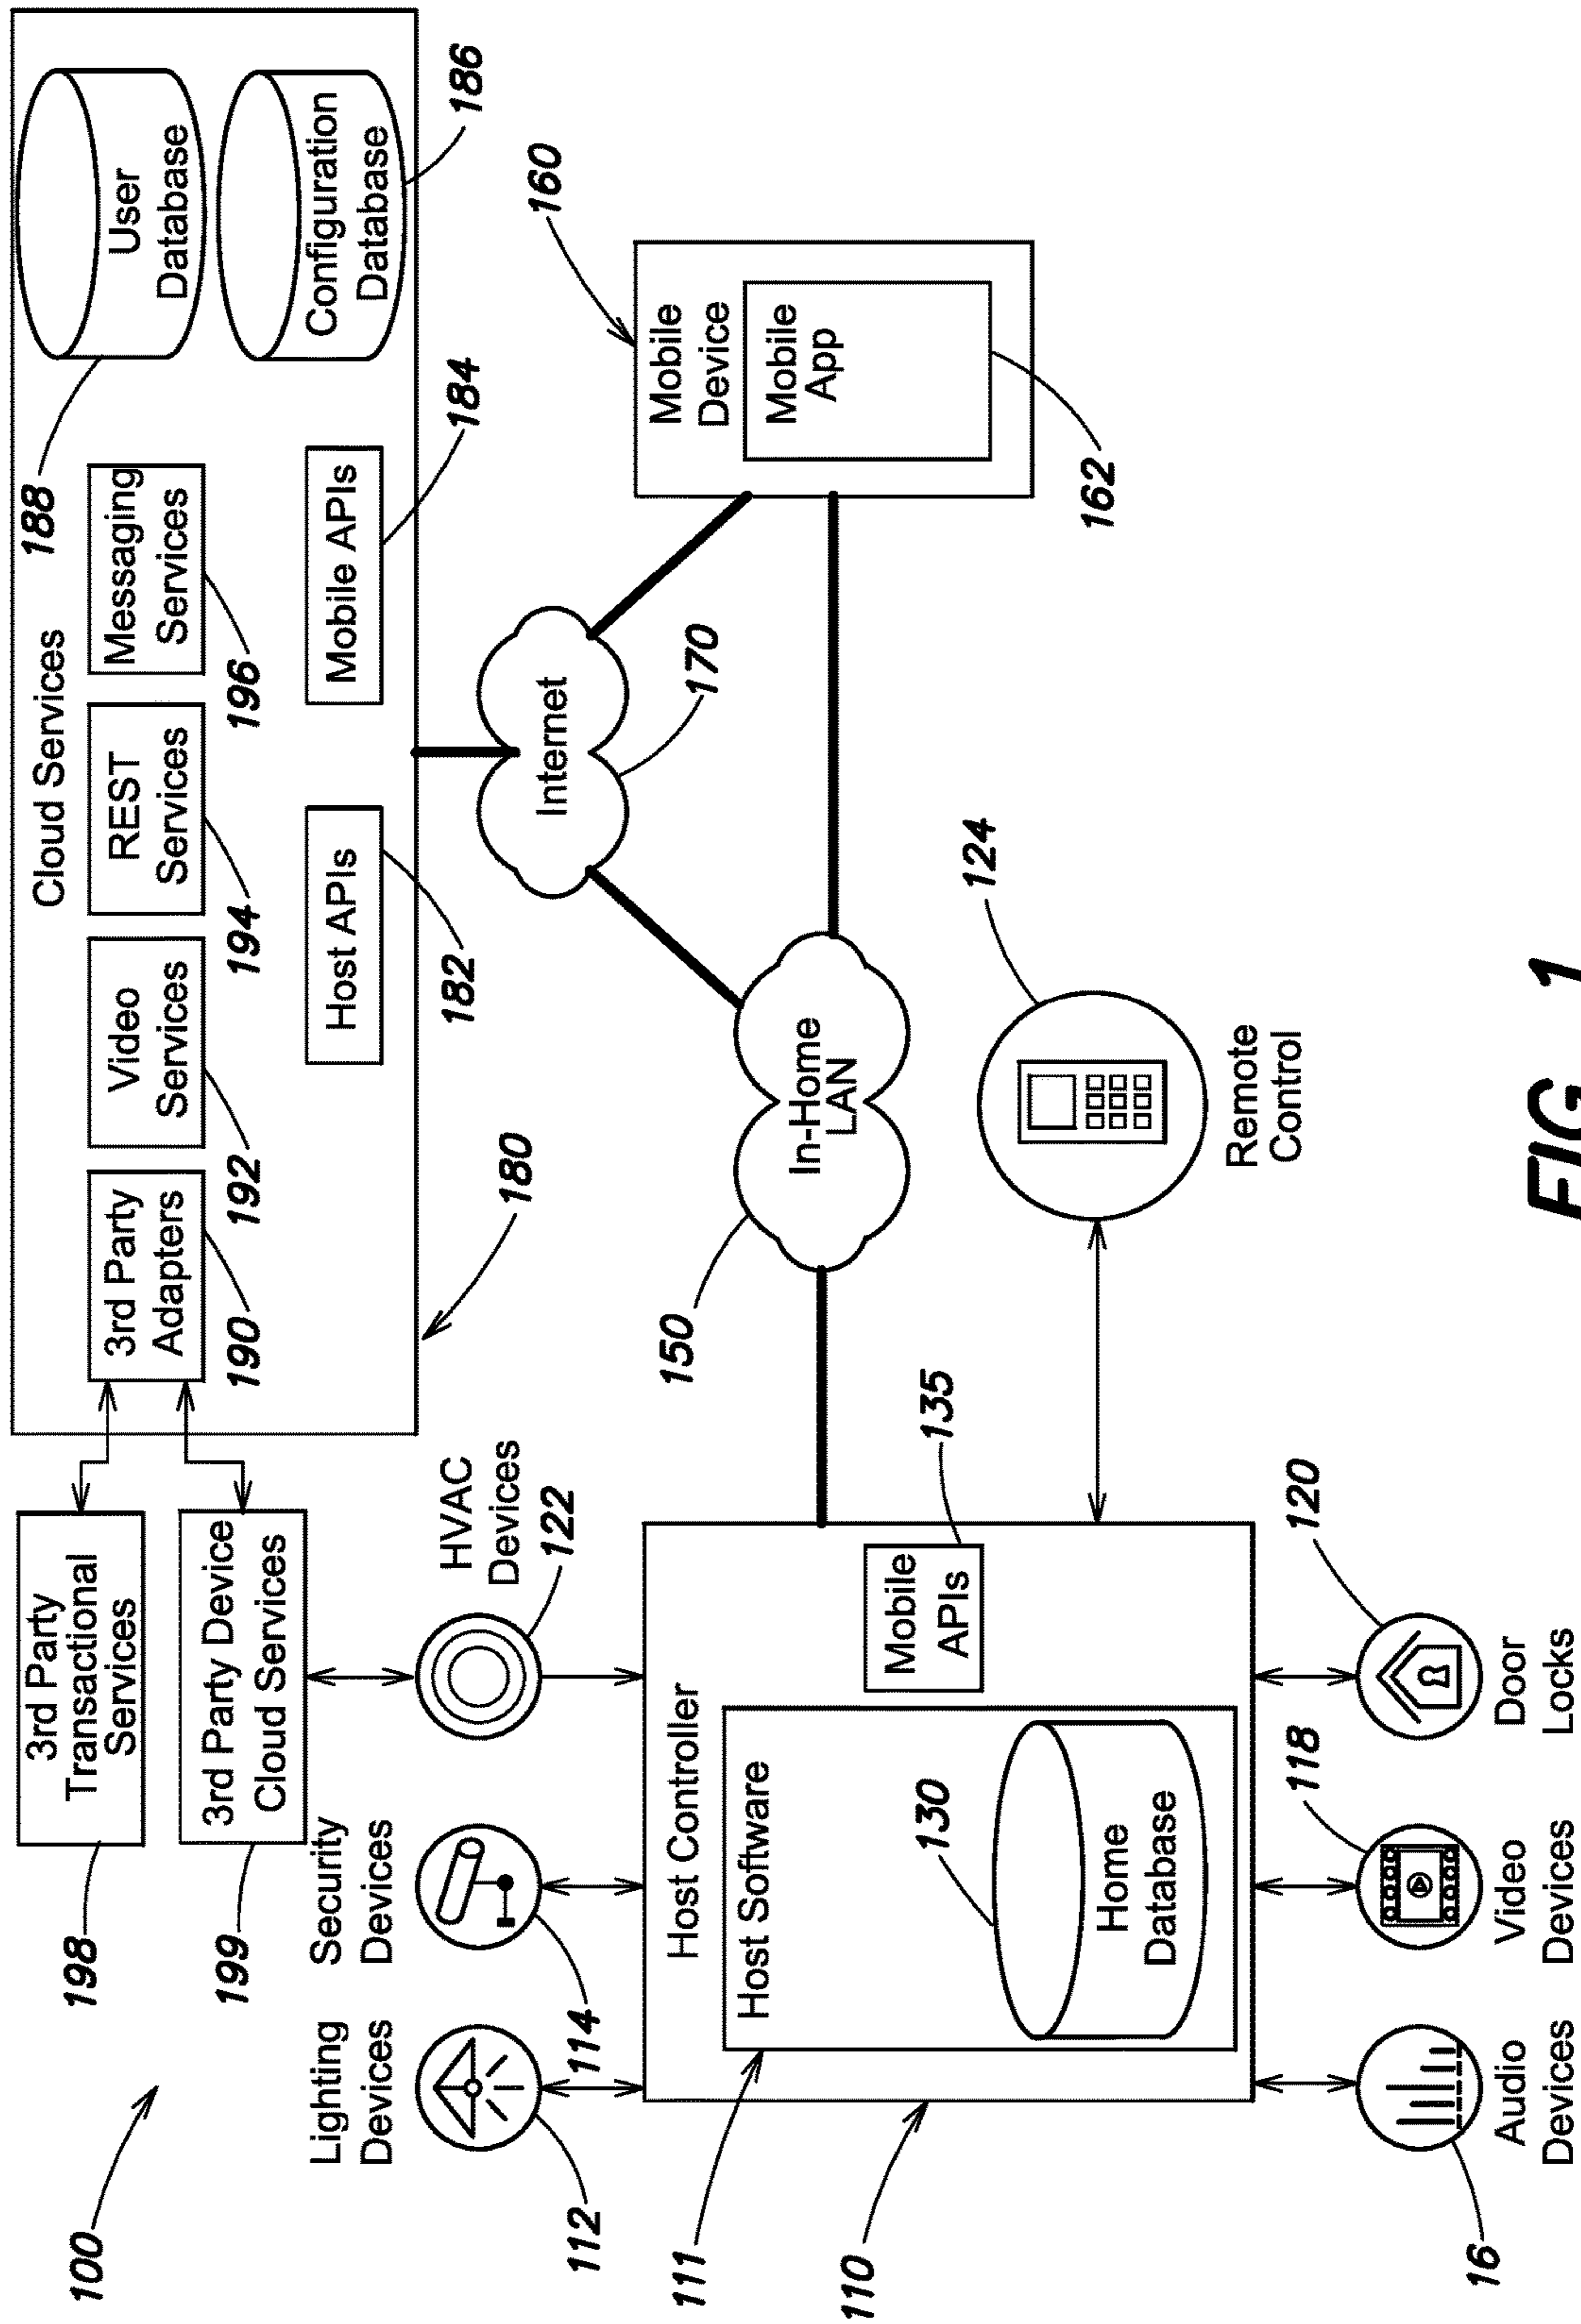 100
3rd Party
Transactional
Services
198
3rd Party Device
Cloud Services
199
Cloud Services
3rd Party
Adapters
190
Video
Services
192
REST
Services
194
Messaging
Services
196
188
User
Database
Configuration
Database
186
Host APIs
182
Mobile APIs
184
180
Lighting
Devices
112
Security
Devices
114
HVAC
Devices
122
Internet
170
160
Mobile
Device
Mobile
App
162
111
110
Host Controller
Host Software
130
Home
Database
Mobile
APIs
135
150
In-Home
LAN
124
Remote
Control
16
Audio
Devices
118
Video
Devices
120
Door
Locks
FIG. 1